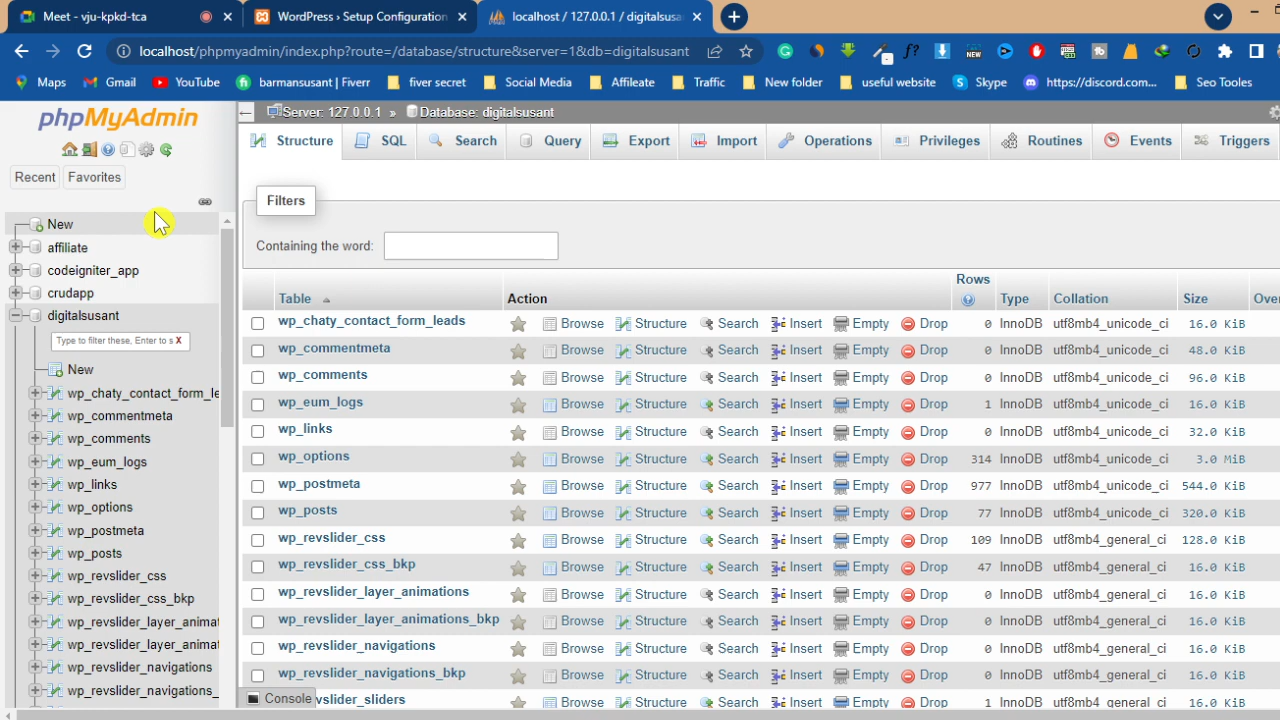 Meet - vju-kpkd-tca
WordPress › Setup Configuration
localhost / 127.0.0.1 / digitalsusa
localhost/phpmyadmin/index.php?route=/database/structure&server=1&db=digitalsusant
Maps
Gmail
YouTube
barmansusant | Fiverr
fiver secret
Social Media
Affileate
Traffic
New folder
useful website
Skype
https://discord.com...
Seo Tooles
phpMyAdmin
Recent
Favorites
New
affiliate
codeigniter_app
crudapp
digitalsusant
Type to filter these, Enter to s X
New
wp_chaty_contact_form_le
wp_commentmeta
wp_comments
wp_eum_logs
wp_links
wp_options
wp_postmeta
wp_posts
wp_revslider_css
wp_revslider_css_bkp
wp_revslider_layer_animat
wp_revslider_layer_animat
wp_revslider_navigations
wp_revslider_navigations_
Server: 127.0.0.1 » Database: digitalsusant
Structure SQL Search Query Export Import Operations Privileges Routines Events Triggers
Filters
Containing the word:
Table Action Rows Type Collation Size Over
wp_chaty_contact_form_leads Browse Structure Search Insert Empty Drop 0 InnoDB utf8mb4_unicode_ci 16.0 KiB
wp_commentmeta Browse Structure Search Insert Empty Drop 0 InnoDB utf8mb4_unicode_ci 48.0 KiB
wp_comments Browse Structure Search Insert Empty Drop 0 InnoDB utf8mb4_unicode_ci 96.0 KiB
wp_eum_logs Browse Structure Search Insert Empty Drop 1 InnoDB utf8mb4_unicode_ci 16.0 KiB
wp_links Browse Structure Search Insert Empty Drop 0 InnoDB utf8mb4_unicode_ci 32.0 KiB
wp_options Browse Structure Search Insert Empty Drop 314 InnoDB utf8mb4_unicode_ci 3.0 MiB
wp_postmeta Browse Structure Search Insert Empty Drop 977 InnoDB utf8mb4_unicode_ci 544.0 KiB
wp_posts Browse Structure Search Insert Empty Drop 77 InnoDB utf8mb4_unicode_ci 320.0 KiB
wp_revslider_css Browse Structure Search Insert Empty Drop 109 InnoDB utf8mb4_general_ci 128.0 KiB
wp_revslider_css_bkp Browse Structure Search Insert Empty Drop 47 InnoDB utf8mb4_general_ci 16.0 KiB
wp_revslider_layer_animations Browse Structure Search Insert Empty Drop 0 InnoDB utf8mb4_general_ci 16.0 KiB
wp_revslider_layer_animations_bkp Browse Structure Search Insert Empty Drop 0 InnoDB utf8mb4_general_ci 16.0 KiB
wp_revslider_navigations Browse Structure Search Insert Empty Drop 0 InnoDB utf8mb4_general_ci 16.0 KiB
wp_revslider_navigations_bkp Browse Structure Search Insert Empty Drop 0 InnoDB utf8mb4_general_ci 16.0 KiB
vslider_sliders Browse Structure Search Insert Empty Drop 1 InnoDB utf8mb4_general_ci 16.0 KiB
Console